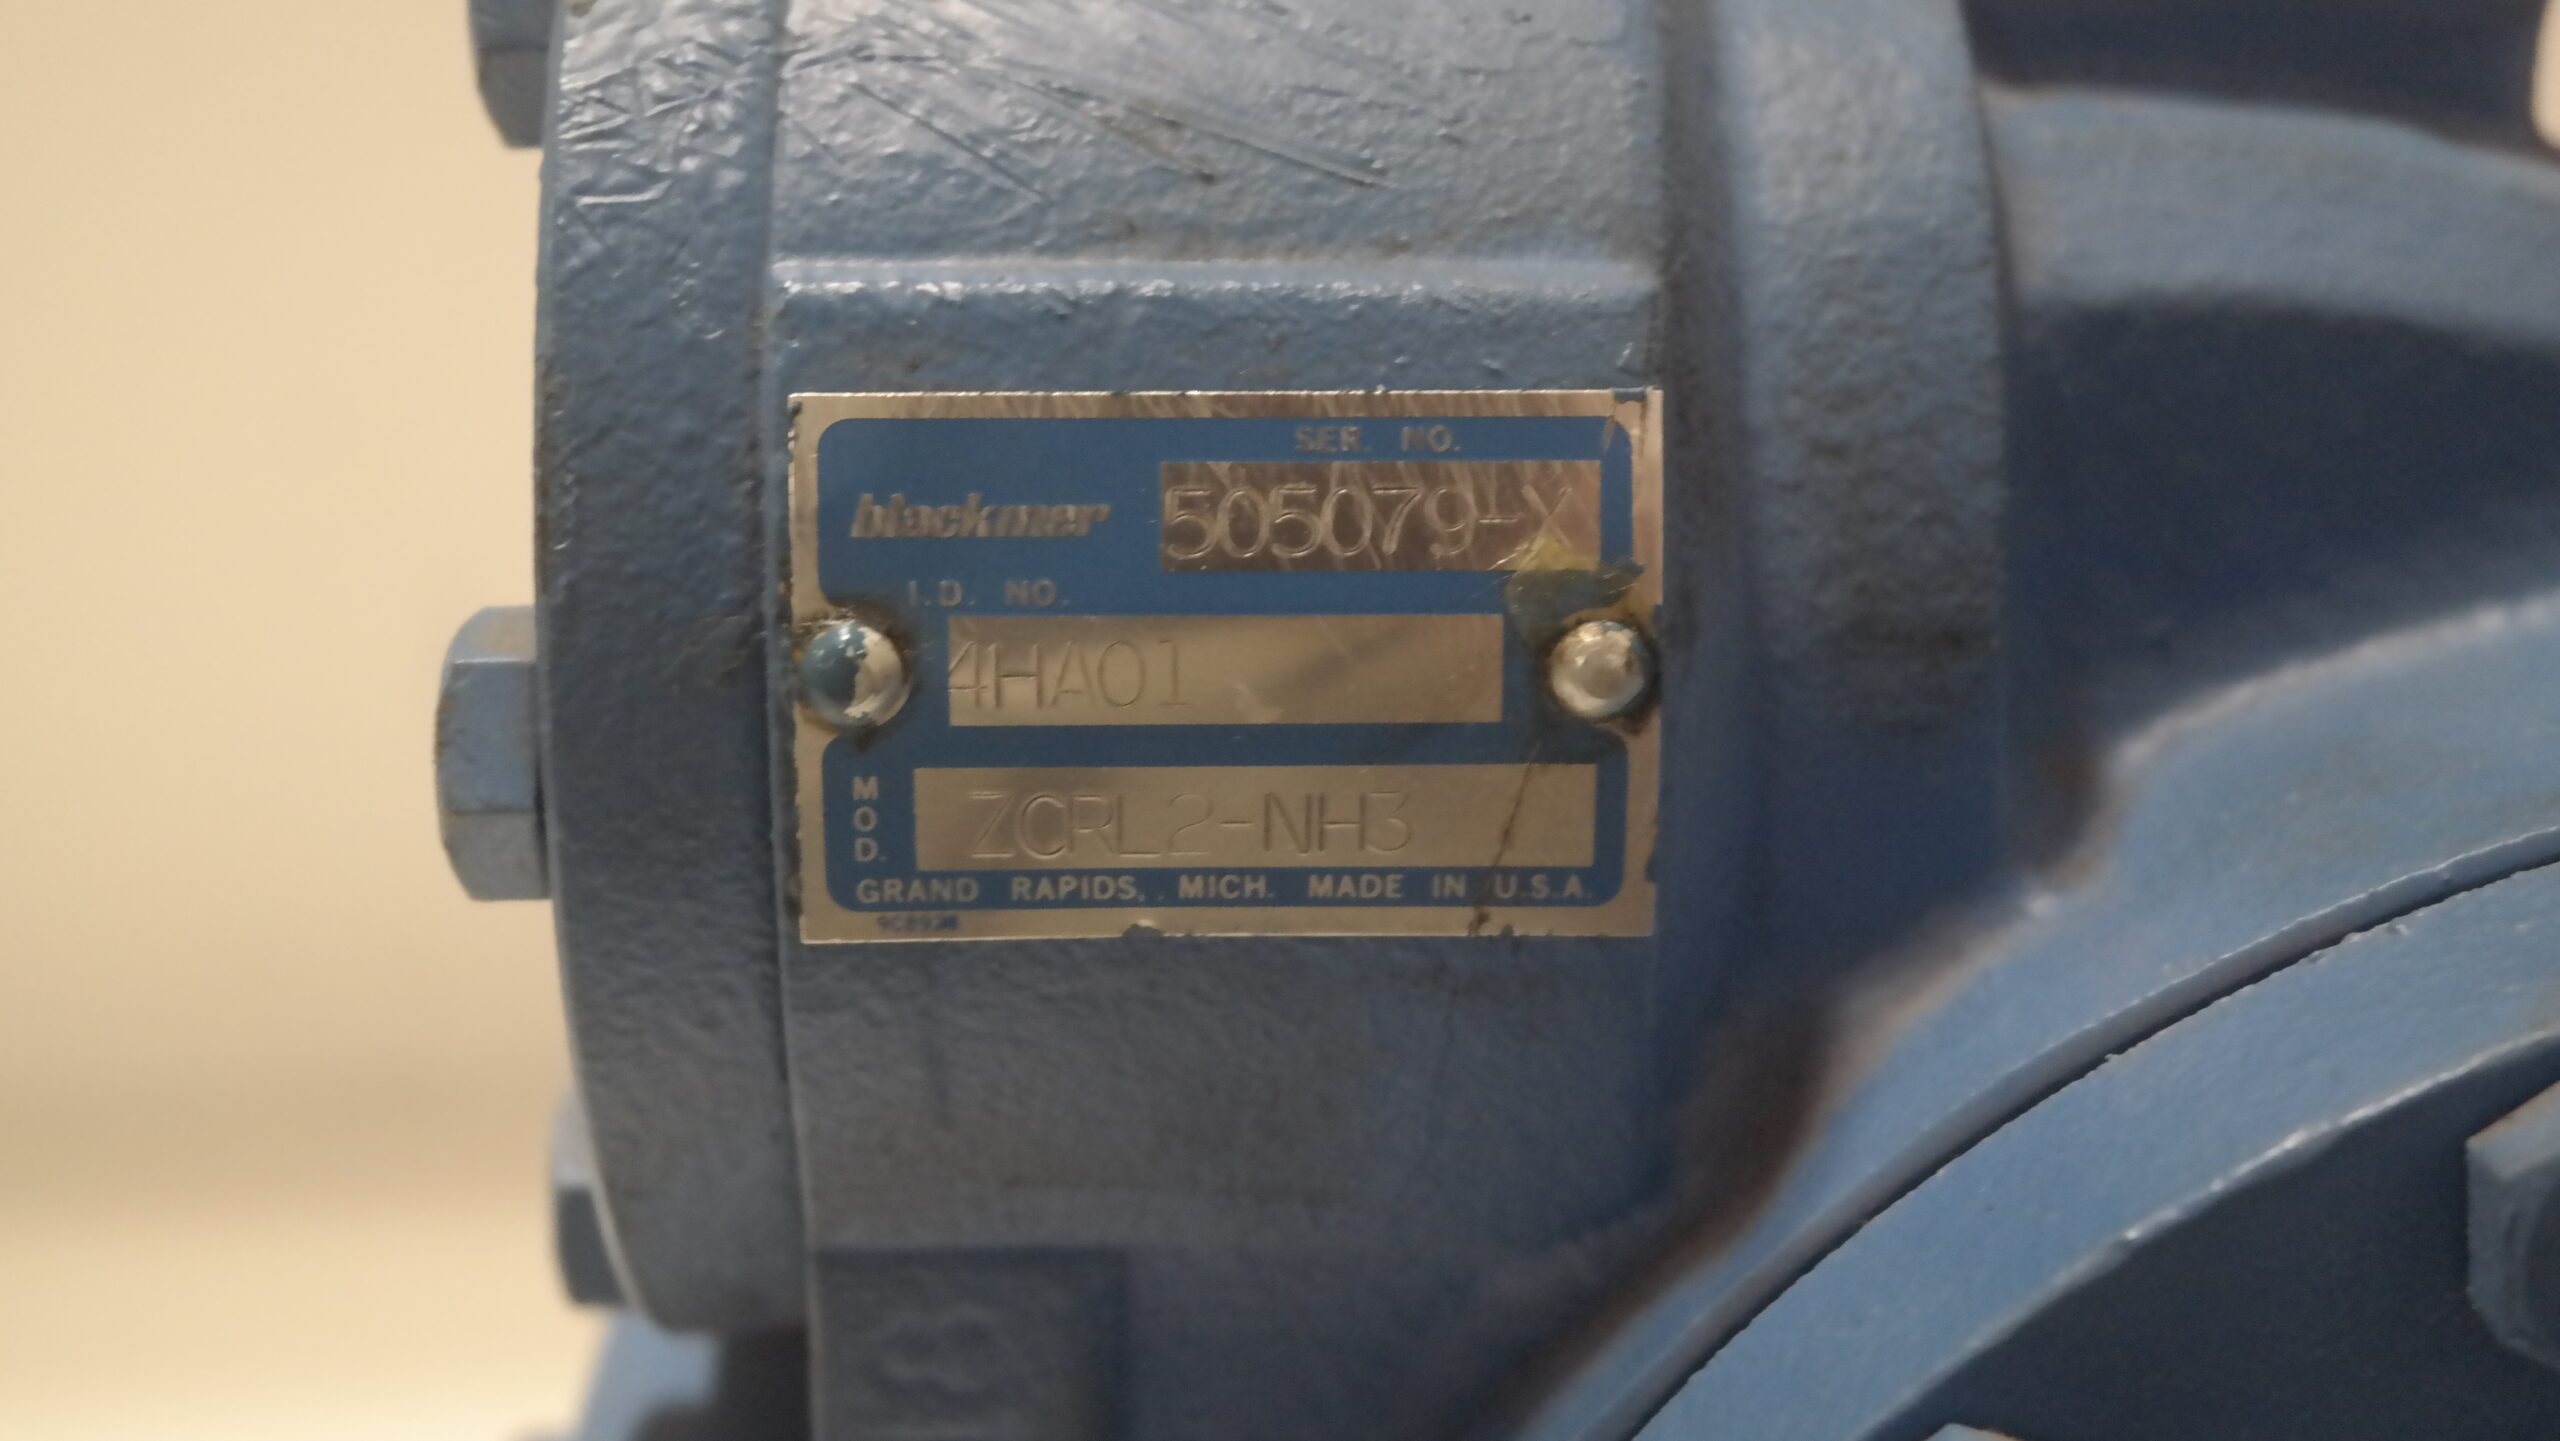 SER. NO.
blackmer 505079-X
I.D. NO.
4HA01
MOD. ZCRL2-NH3
GRAND RAPIDS, MICH. MADE IN U.S.A.